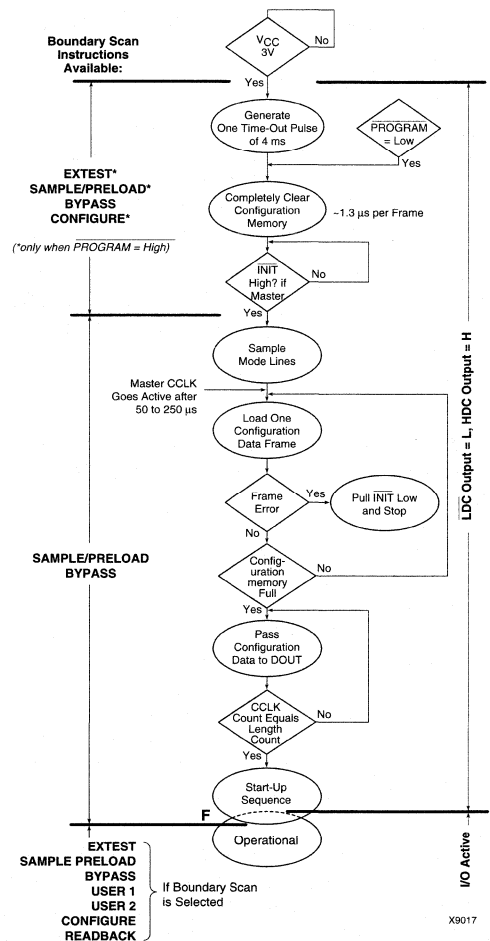 Boundary Scan
Instructions
Available:
VCC
3V
No
Yes
Generate
One Time-Out Pulse
of 4 ms
PROGRAM
= Low
Yes
EXTEST*
SAMPLE/PRELOAD*
BYPASS
CONFIGURE*
(*only when PROGRAM = High)
Completely Clear
Configuration
Memory
~1.3 µs per Frame
INIT
High? if
Master
No
Yes
Sample
Mode Lines
Master CCLK
Goes Active after
50 to 250 µs
Load One
Configuration
Data Frame
LDC Output = L, HDC Output = H
Frame
Error
Yes
Pull INIT Low
and Stop
No
SAMPLE/PRELOAD
BYPASS
Config-
uration
memory
Full
No
Yes
Pass
Configuration
Data to DOUT
CCLK
Count Equals
Length
Count
No
Yes
Start-Up
Sequence
F
Operational
I/O Active
EXTEST
SAMPLE PRELOAD
BYPASS
USER 1
USER 2
CONFIGURE
READBACK
If Boundary Scan
is Selected
X9017